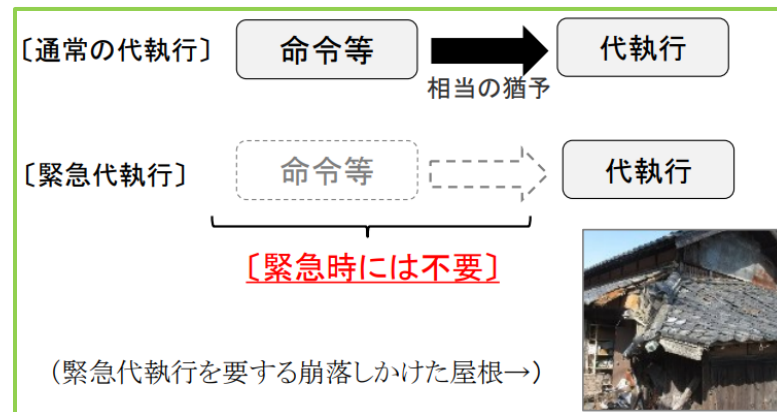 〔通常の代執行〕 命令等 代執行
相当の猶予
〔緊急代執行〕 命令等 代執行
〔緊急時には不要〕
（緊急代執行を要する崩落しかけた屋根→）